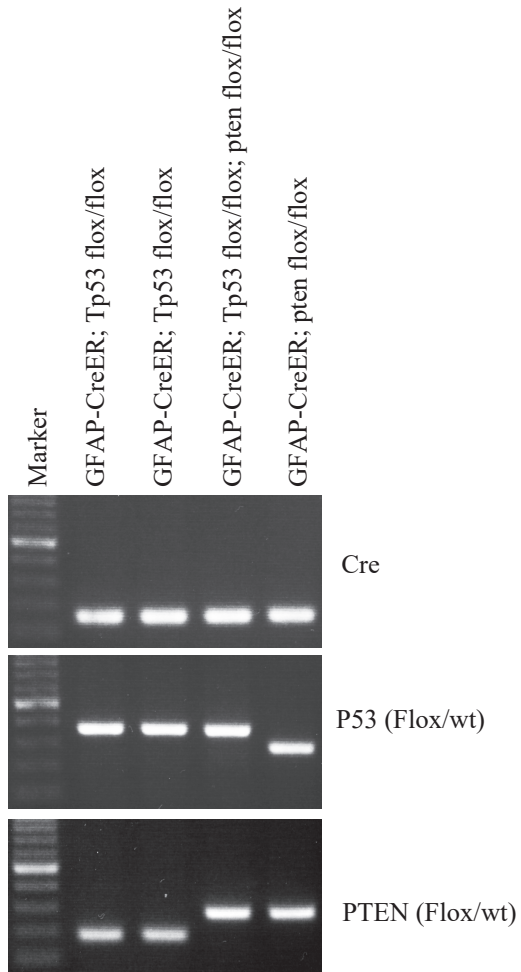 Marker
GFAP-CreER; Tp53 flox/flox
GFAP-CreER; Tp53 flox/flox
GFAP-CreER; Tp53 flox/flox; pten flox/flox
GFAP-CreER; pten flox/flox
Cre
P53 (Flox/wt)
PTEN (Flox/wt)